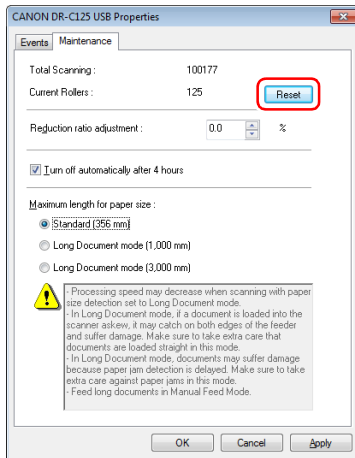 CANON DR-C125 USB Properties
Events Maintenance
Total Scanning : 100177
Current Rollers : 125 Reset
Reduction ratio adjustment : 0.0 %
Turn off automatically after 4 hours
Maximum length for paper size :
Standard (356 mm)
Long Document mode (1,000 mm)
Long Document mode (3,000 mm)
- Processing speed may decrease when scanning with paper
size detection set to Long Document mode.
- In Long Document mode, if a document is loaded into the
scanner askew, it may catch on both edges of the feeder
and suffer damage. Make sure to take extra care that
documents are loaded straight in this mode.
- In Long Document mode, documents may suffer damage
because paper jam detection is delayed. Make sure to take
extra care against paper jams in this mode.
- Feed long documents in Manual Feed Mode.
OK Cancel Apply